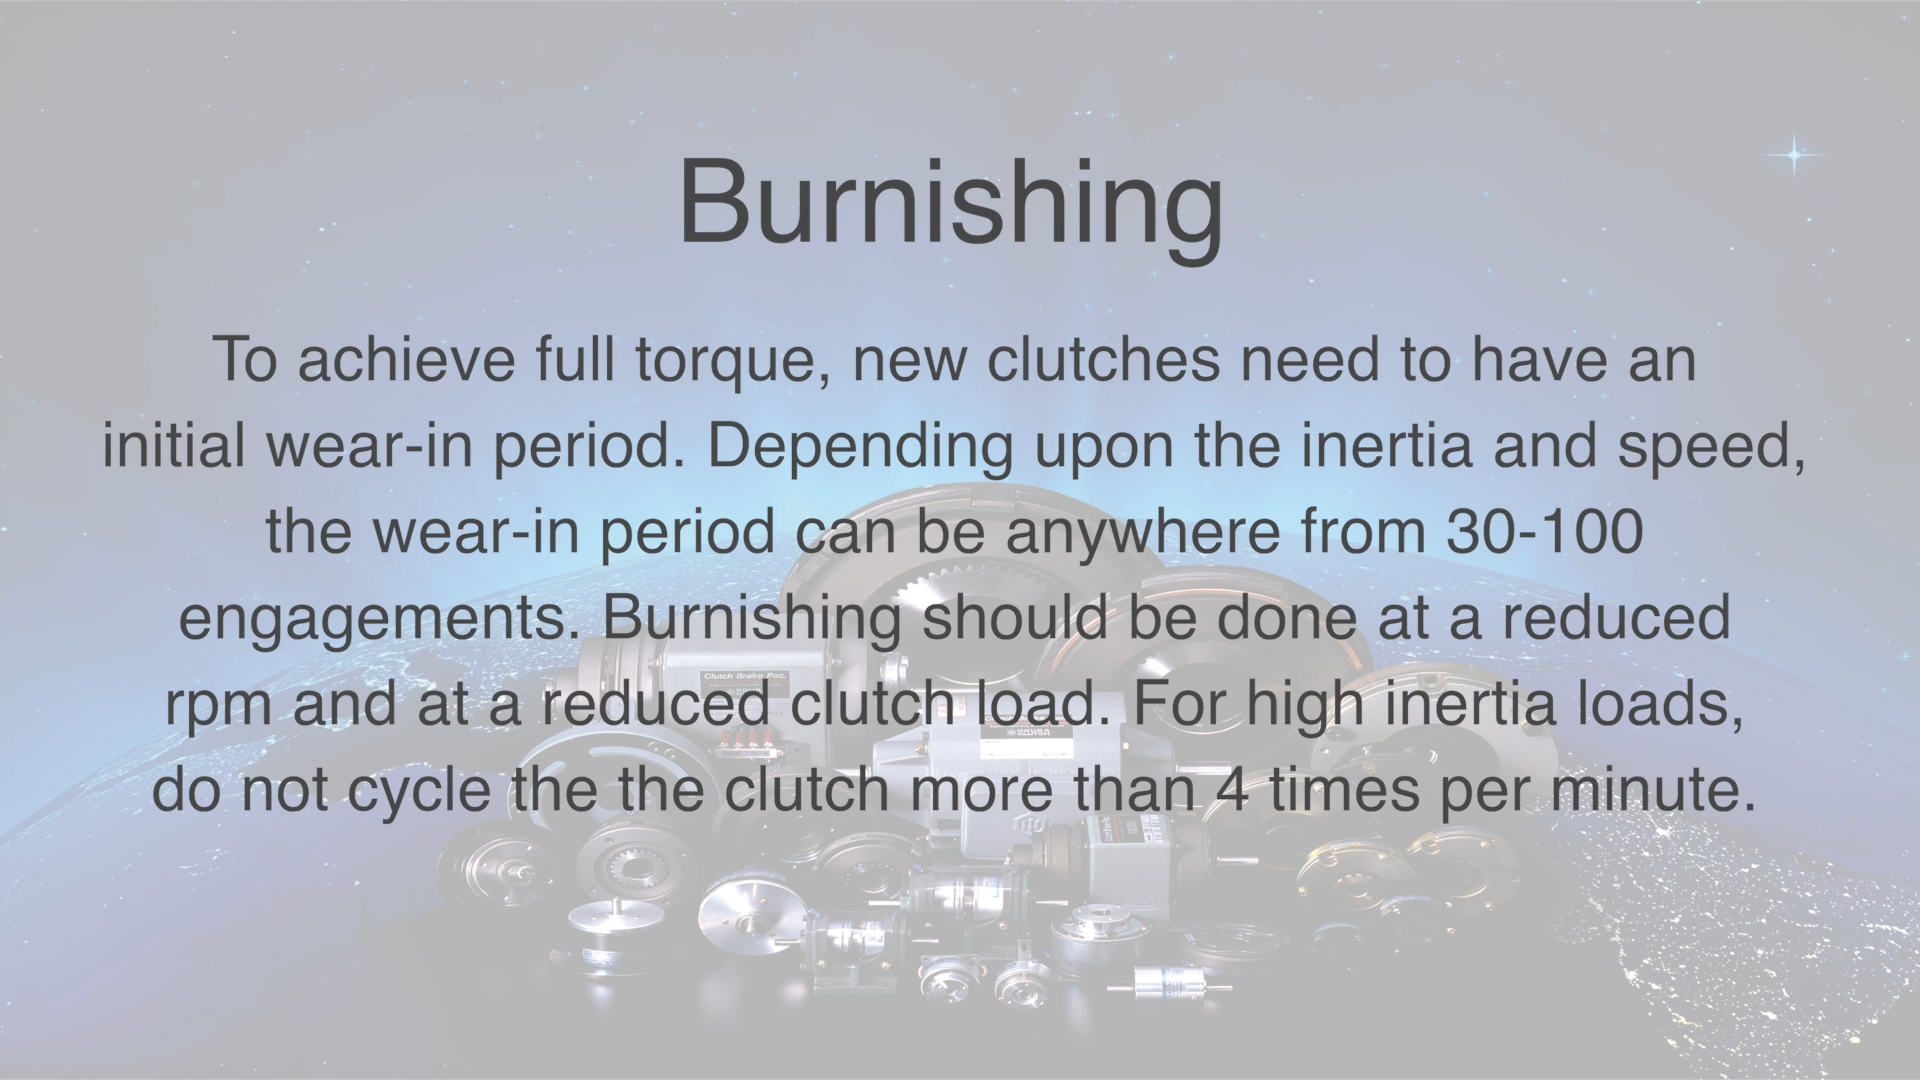 Burnishing
To achieve full torque, new clutches need to have an
initial wear-in period. Depending upon the inertia and speed,
the wear-in period can be anywhere from 30-100
engagements. Burnishing should be done at a reduced
rpm and at a reduced clutch load. For high inertia loads,
do not cycle the the clutch more than 4 times per minute.
Clutch Brake Pac.